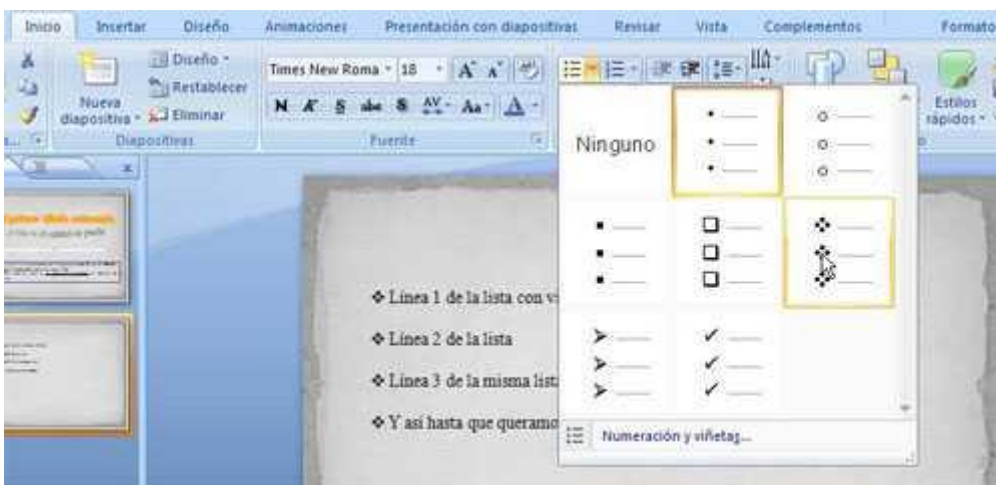 Inicio Insertar Diseño Animaciones Presentación con diapositivas Revisar Vista Complementos Formato
Diseño
Restablecer
Eliminar
Nueva
diapositiva
Diapositivas
Times New Roma 18
N K S abe S AV Aa A
Fuente
Estilos
rápidos
Ninguno
Numeración y viñetas...
Línea 1 de la lista con v
Línea 2 de la lista
Línea 3 de la misma list
Y así hasta que queramo